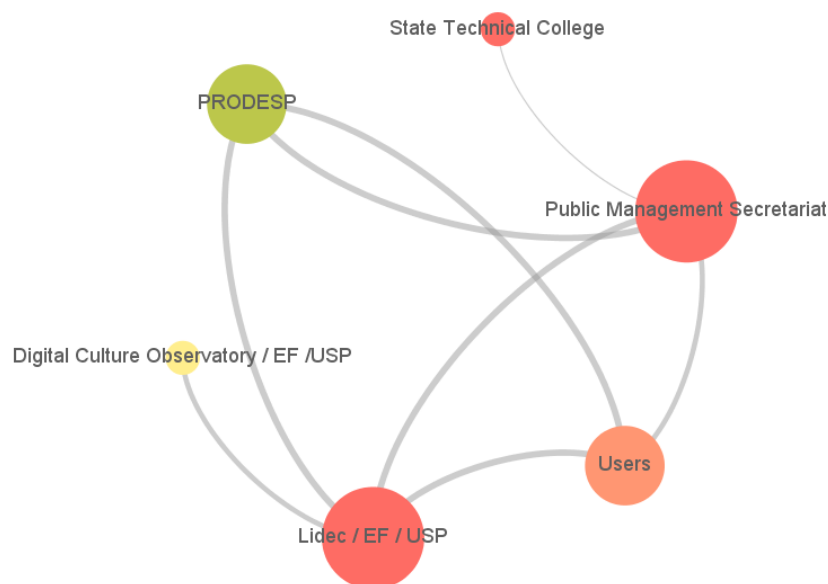 State Technical College
PRODESP
Public Management Secretariat
Digital Culture Observatory / EF /USP
Users
Lidec / EF / USP